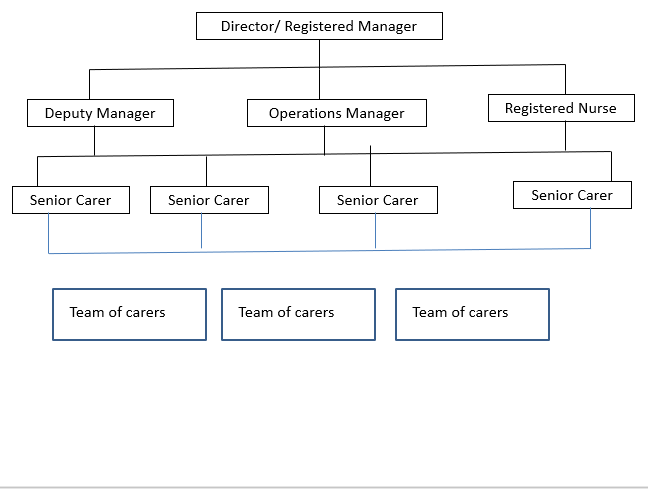 Director/ Registered Manager
Deputy Manager
Operations Manager
Registered Nurse
Senior Carer
Senior Carer
Senior Carer
Senior Carer
Team of carers
Team of carers
Team of carers